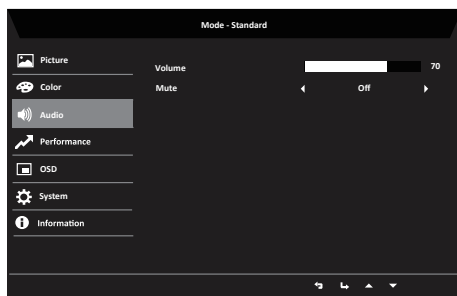 Mode - Standard
Picture
Volume 70
Color
Mute Off
Audio
Performance
OSD
System
Information